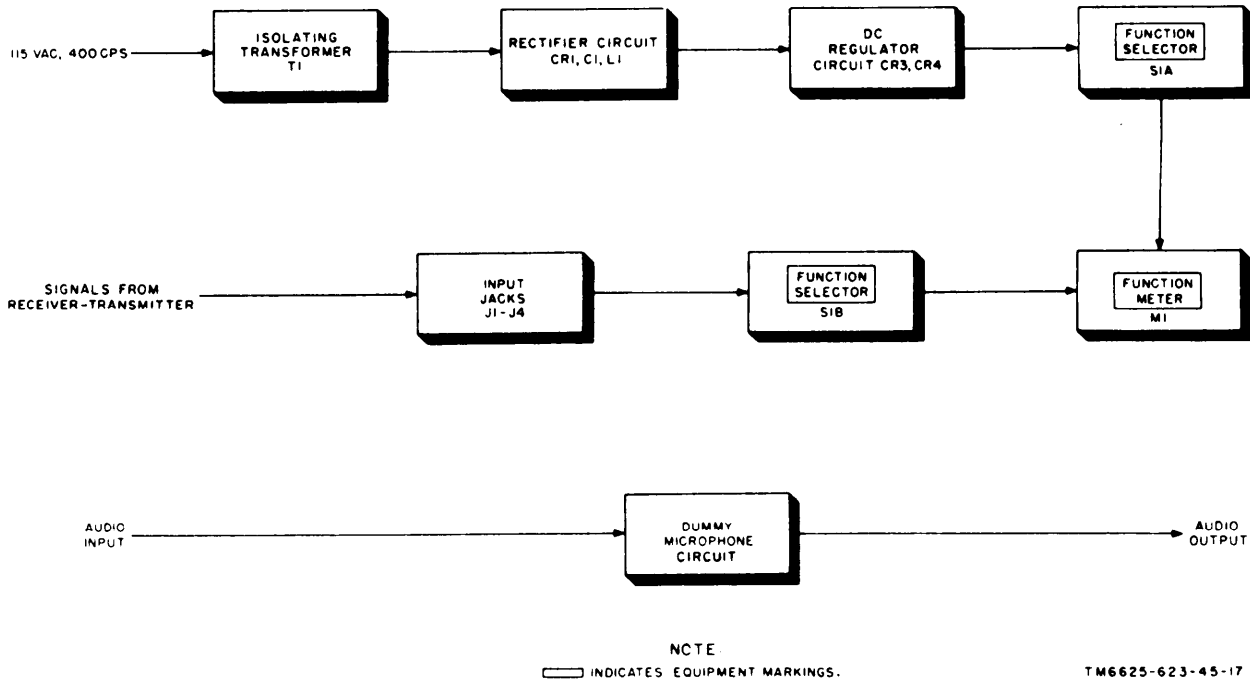 115 VAC, 400 CPS
ISOLATING
TRANSFORMER
T1
RECTIFIER CIRCUIT
CR1, C1, L1
DC
REGULATOR
CIRCUIT CR3, CR4
FUNCTION
SELECTOR
S1A
SIGNALS FROM
RECEIVER-TRANSMITTER
INPUT
JACKS
J1-J4
FUNCTION
SELECTOR
S1B
FUNCTION
METER
M1
AUDIO
INPUT
DUMMY
MICROPHONE
CIRCUIT
AUDIO
OUTPUT
NOTE:
INDICATES EQUIPMENT MARKINGS.
TM6625-623-45-17